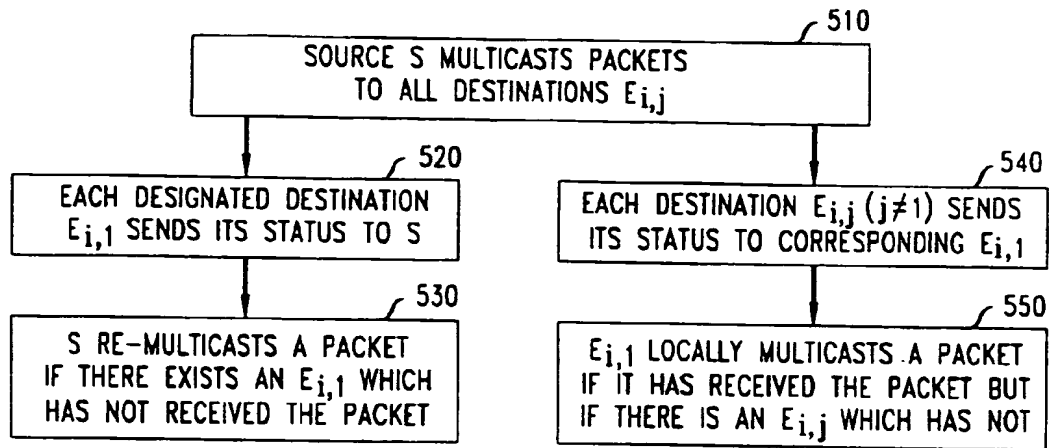 510
SOURCE S MULTICASTS PACKETS
TO ALL DESTINATIONS Ei,j
520
EACH DESIGNATED DESTINATION
Ei,1 SENDS ITS STATUS TO S
530
S RE-MULTICASTS A PACKET
IF THERE EXISTS AN Ei,1 WHICH
HAS NOT RECEIVED THE PACKET
540
EACH DESTINATION Ei,j (j≠1) SENDS
ITS STATUS TO CORRESPONDING Ei,1
550
Ei,1 LOCALLY MULTICASTS A PACKET
IF IT HAS RECEIVED THE PACKET BUT
IF THERE IS AN Ei,j WHICH HAS NOT